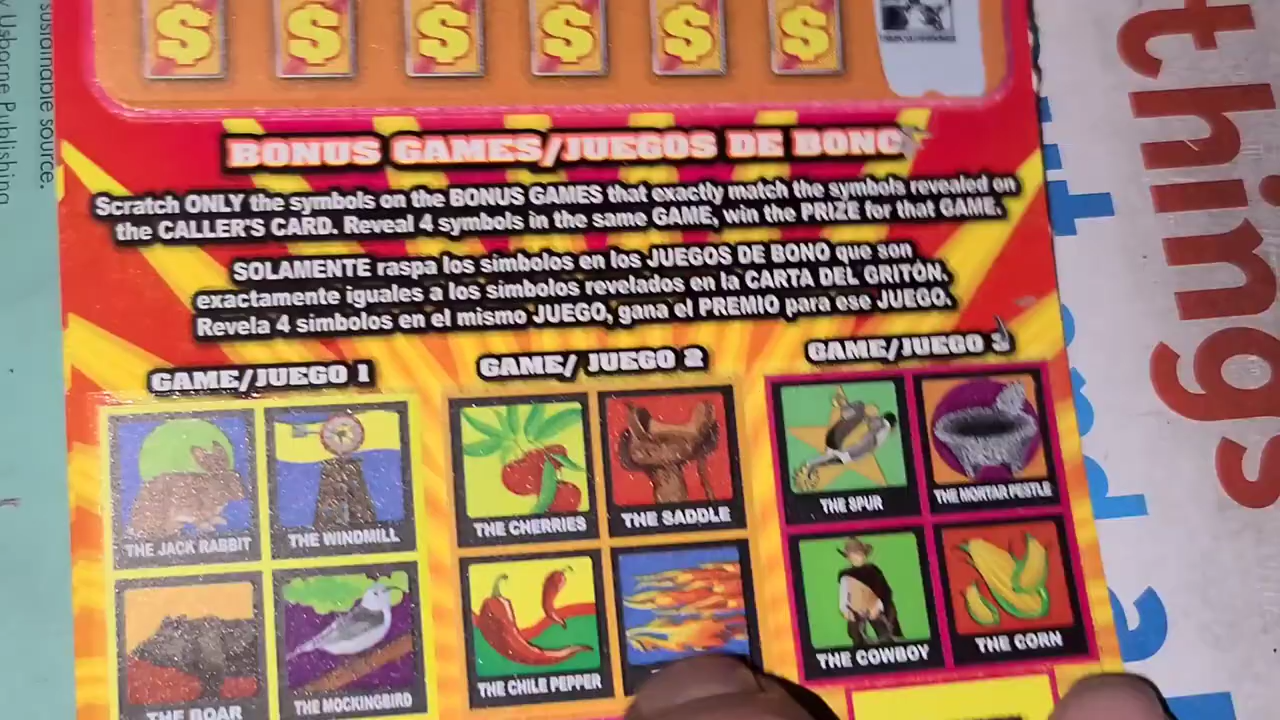 BONUS GAMES/JUEGOS DE BONO
Scratch ONLY the symbols on the BONUS GAMES that exactly match the symbols revealed on
the CALLER'S CARD. Reveal 4 symbols in the same GAME, win the PRIZE for that GAME.
SOLAMENTE raspa los símbolos en los JUEGOS DE BONO que son
exactamente iguales a los símbolos revelados en la CARTA DEL GRITÓN.
Revela 4 símbolos en el mismo JUEGO, gana el PREMIO para ese JUEGO.
GAME/JUEGO 1
GAME/ JUEGO 2
GAME/JUEGO 3
THE JACK RABBIT
THE WINDMILL
THE CHERRIES
THE SADDLE
THE SPUR
THE MORTAR PESTLE
THE BOAR
THE MOCKINGBIRD
THE CHILE PEPPER
THE COWBOY
THE CORN
$ $ $ $ $ $
Usborne Publishing
sustainable source.
things